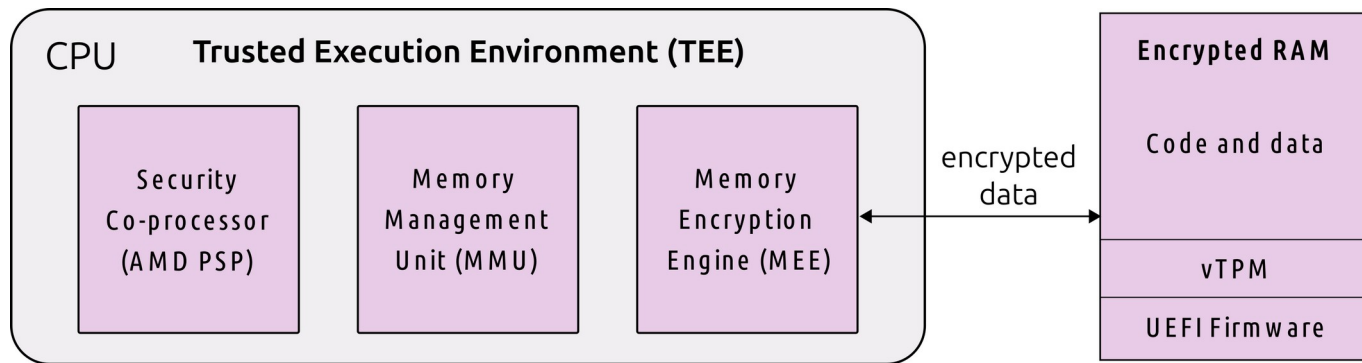 CPU
Trusted Execution Environment (TEE)
Security
Co-processor
(AMD PSP)
Memory
Management
Unit (MMU)
Memory
Encryption
Engine (MEE)
encrypted
data
Encrypted RAM
Code and data
vTPM
UEFI Firmware